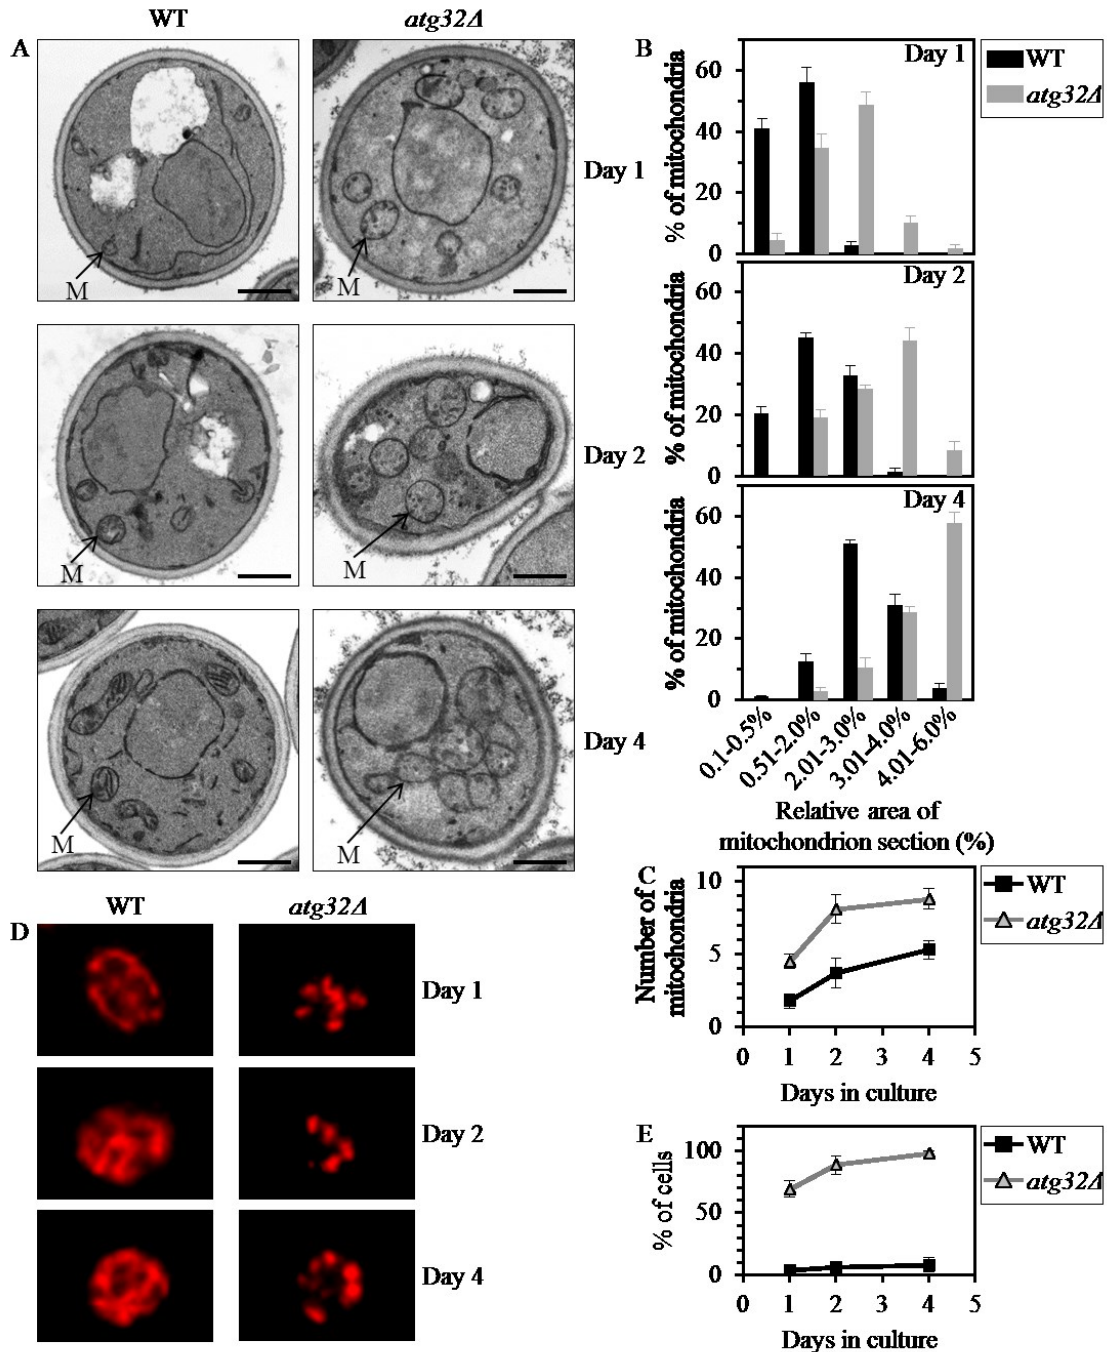 WT
atg32Δ
A
M
M
Day 1
M
M
Day 2
M
M
Day 4
B
Day 1
WT
atg32Δ
% of mitochondria
60
40
20
0
Day 2
% of mitochondria
60
40
20
0
Day 4
% of mitochondria
60
40
20
0
0.1-0.5%
0.51-2.0%
2.01-3.0%
3.01-4.0%
4.01-6.0%
Relative area of
mitochondrion section (%)
C
WT
atg32Δ
Number of
mitochondria
10
5
0
0 1 2 3 4 5
Days in culture
WT
atg32Δ
D
Day 1
Day 2
Day 4
E
WT
atg32Δ
% of cells
100
50
0
0 1 2 3 4 5
Days in culture